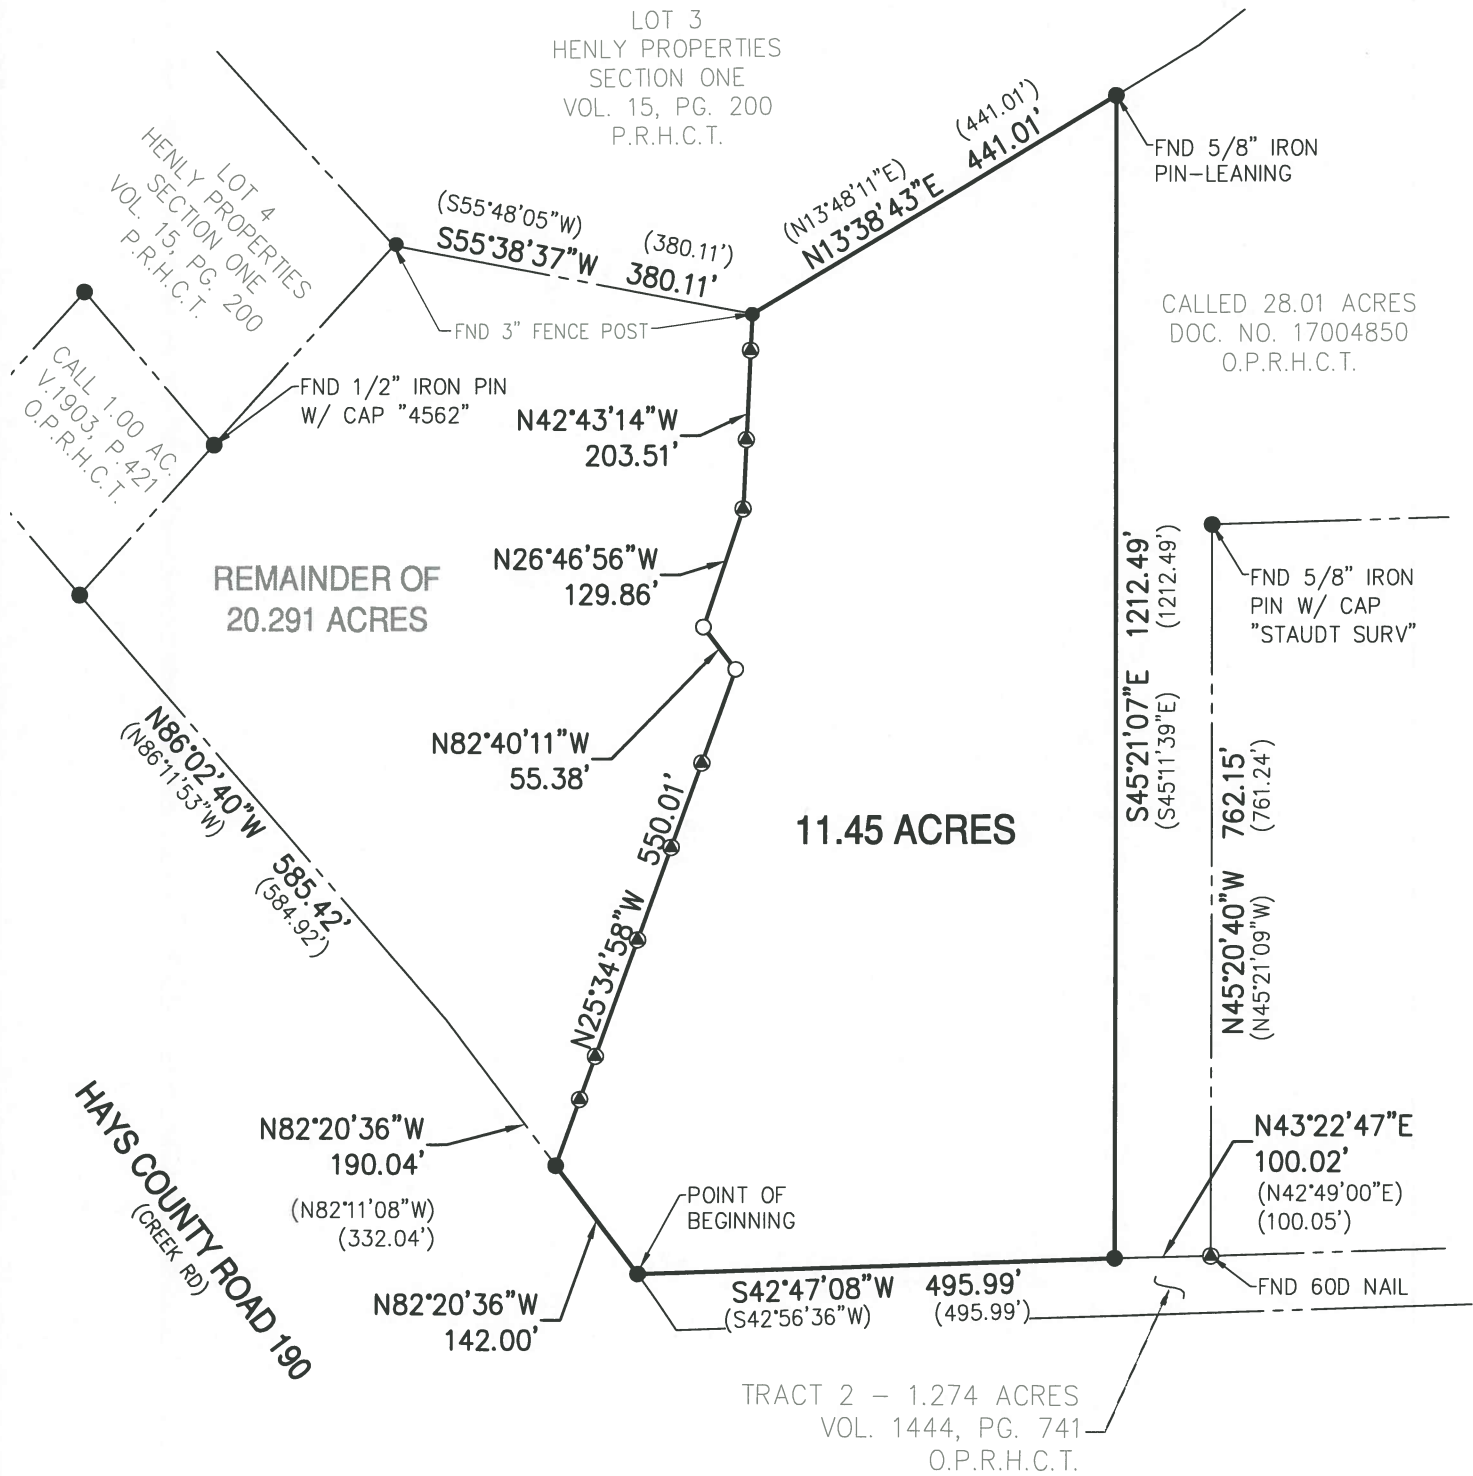 LOT 3
HENLY PROPERTIES
SECTION ONE
VOL. 15, PG. 200
P.R.H.C.T.
(441.01')
441.01'
(N13°48'11"E)
N13°38'43"E
FND 5/8" IRON
PIN-LEANING
LOT 4
HENLY PROPERTIES
SECTION ONE
VOL. 15, PG. 200
P.R.H.C.T.
(S55°48'05"W)
S55°38'37"W
(380.11')
380.11'
FND 3" FENCE POST
CALLED 28.01 ACRES
DOC. NO. 17004850
O.P.R.H.C.T.
CALL 1.00 AC.
V.1903, P.421
O.P.R.H.C.T.
FND 1/2" IRON PIN
W/ CAP "4562"
N42°43'14"W
203.51'
N26°46'56"W
129.86'
REMAINDER OF
20.291 ACRES
FND 5/8" IRON
PIN W/ CAP
"STAUDT SURV"
S45°21'07"E 1212.49'
(S45°11'39"E) (1212.49')
N82°40'11"W
55.38'
N86°02'40"W 585.42'
(N86°11'53"W) (584.92')
N25°34'58"W 550.01'
11.45 ACRES
N45°20'40"W 762.15'
(N45°21'09"W) (761.24')
HAYS COUNTY ROAD 190
(CREEK RD)
N82°20'36"W
190.04'
(N82°11'08"W)
(332.04')
N82°20'36"W
142.00'
POINT OF
BEGINNING
N43°22'47"E
100.02'
(N42°49'00"E)
(100.05')
S42°47'08"W 495.99'
(S42°56'36"W) (495.99')
FND 60D NAIL
TRACT 2 - 1.274 ACRES
VOL. 1444, PG. 741
O.P.R.H.C.T.